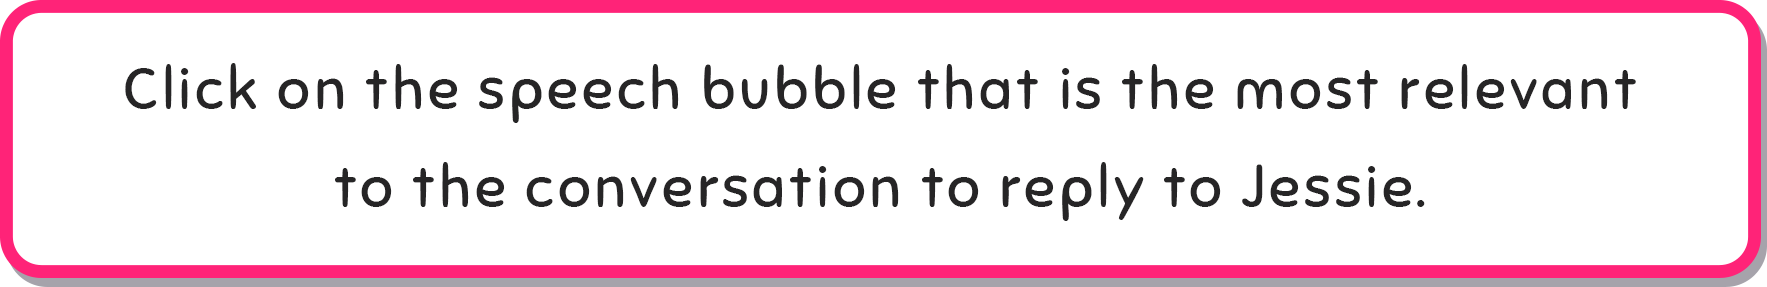 Click on the speech bubble that is the most relevant
to the conversation to reply to Jessie.